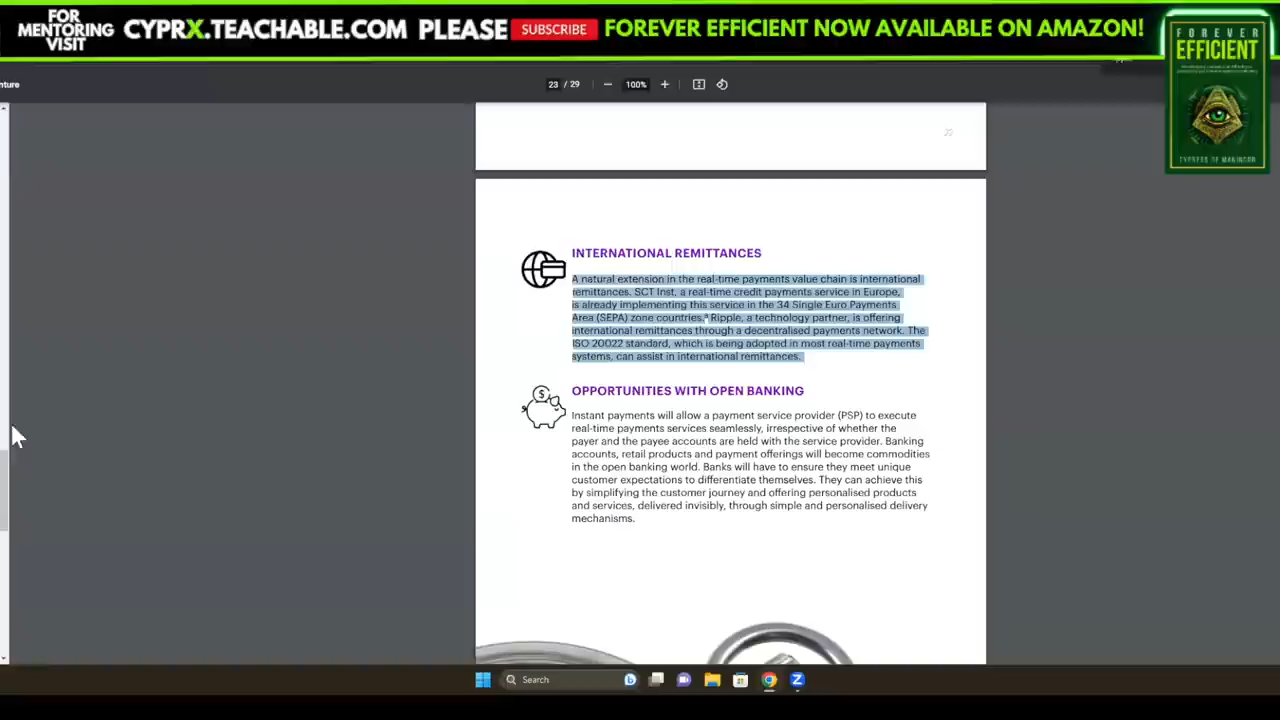 FOR
MENTORING
VISIT
CYPRX.TEACHABLE.COM PLEASE SUBSCRIBE FOREVER EFFICIENT NOW AVAILABLE ON AMAZON!
FOREVER
EFFICIENT
CYPRESS OF MANINCOR
nture
23 / 29
100%
20
INTERNATIONAL REMITTANCES
A natural extension in the real-time payments value chain is international
remittances. SCT Inst, a real-time credit payments service in Europe,
is already implementing this service in the 34 Single Euro Payments
Area (SEPA) zone countries. Ripple, a technology partner, is offering
international remittances through a decentralised payments network. The
ISO 20022 standard, which is being adopted in most real-time payments
systems, can assist in international remittances.
OPPORTUNITIES WITH OPEN BANKING
Instant payments will allow a payment service provider (PSP) to execute
real-time payments services seamlessly, irrespective of whether the
payer and the payee accounts are held with the service provider. Banking
accounts, retail products and payment offerings will become commodities
in the open banking world. Banks will have to ensure they meet unique
customer expectations to differentiate themselves. They can achieve this
by simplifying the customer journey and offering personalised products
and services, delivered invisibly, through simple and personalised delivery
mechanisms.
Search